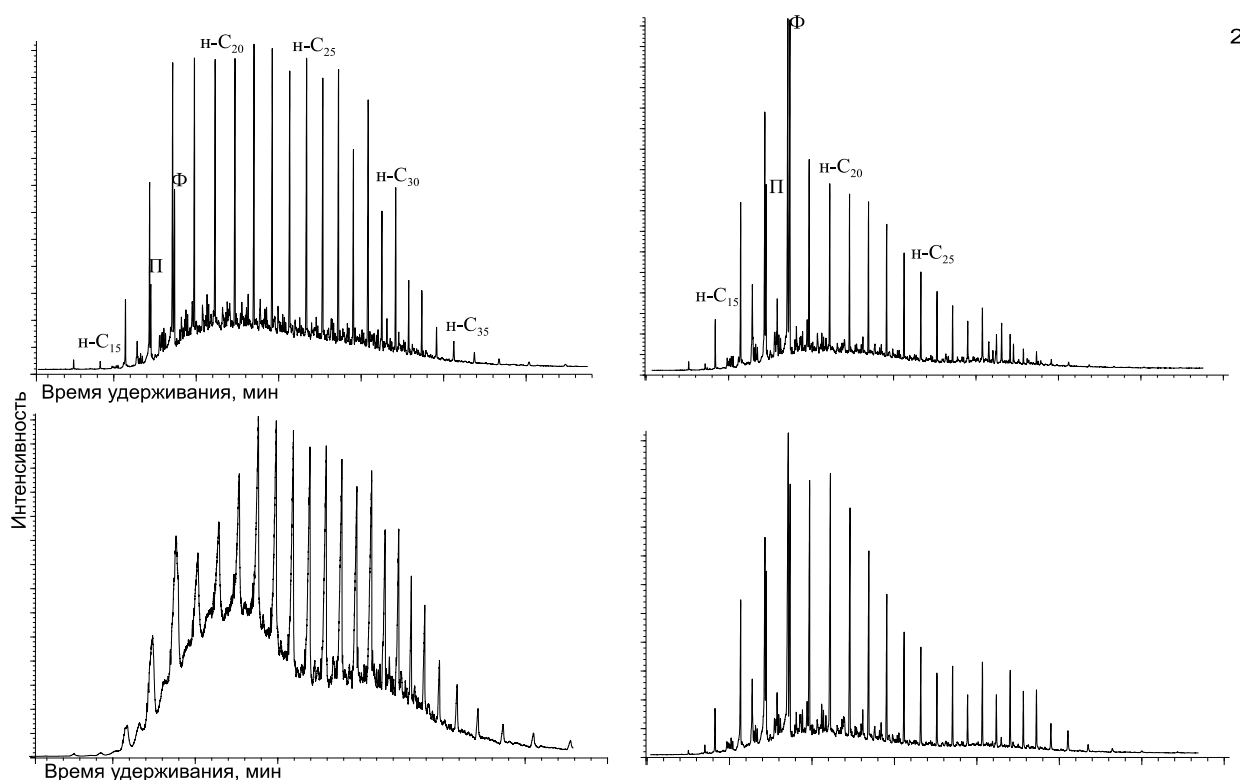 н-C₂₀
н-C₂₅
Ф
П
н-C₃₀
н-C₁₅
н-C₃₅
Время удерживания, мин
Ф
2
П
н-C₂₀
н-C₂₅
н-C₁₅
Интенсивность
Время удерживания, мин